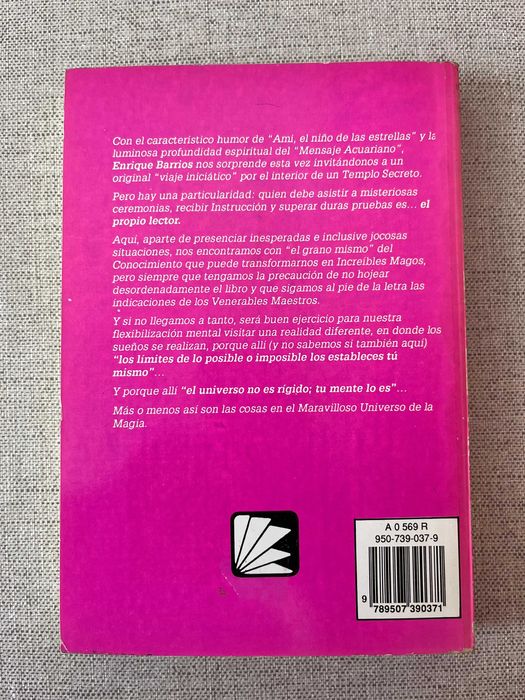 Con el característico humor de "Ami, el niño de las estrellas" y la
luminosa profundidad espiritual del "Mensaje Acuariano",
Enrique Barrios nos sorprende esta vez invitándonos a un
original "viaje iniciático" por el interior de un Templo Secreto.
Pero hay una particularidad: quien debe asistir a misteriosas
ceremonias, recibir Instrucción y superar duras pruebas es... el
propio lector.
Aquí, aparte de presenciar inesperadas e inclusive jocosas
situaciones, nos encontramos con "el grano mismo" del
Conocimiento que puede transformarnos en Increíbles Magos,
pero siempre que tengamos la precaución de no hojear
desordenadamente el libro y que sigamos al pie de la letra las
indicaciones de los Venerables Maestros.
Y si no llegamos a tanto, será buen ejercicio para nuestra
flexibilización mental visitar una realidad diferente, en donde los
sueños se realizan, porque allí (y no sabemos si también aquí)
"los límites de lo posible o imposible los estableces tú
mismo"...
Y porque allí "el universo no es rígido; tu mente lo es"...
Más o menos así son las cosas en el Maravilloso Universo de la
Magia.
A 0 569 R
950-739-037-9
9 789507 390371